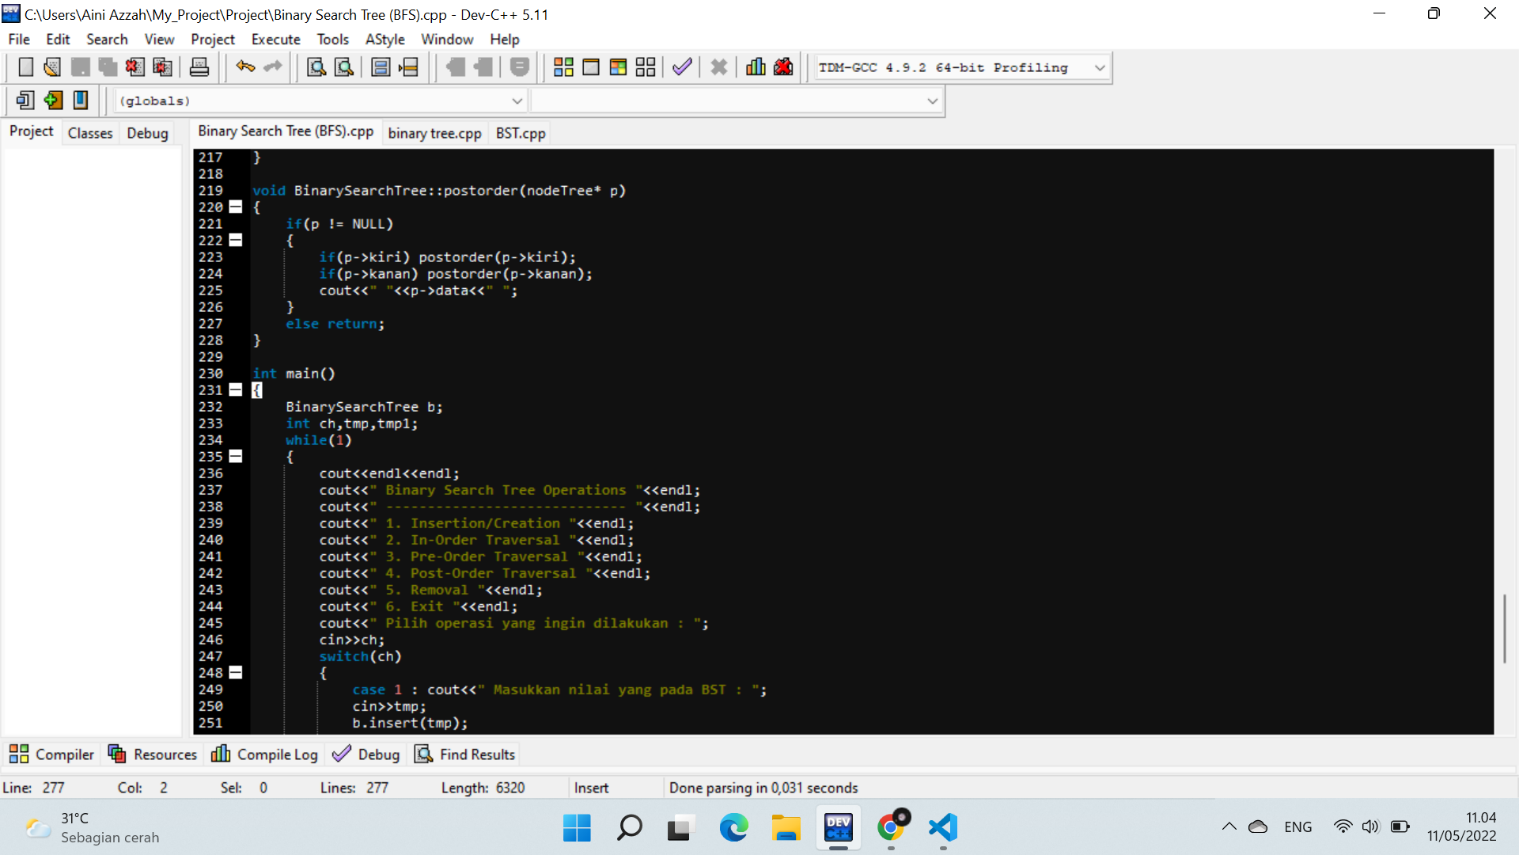 C:\Users\Aini Azzah\My_Project\Project\Binary Search Tree (BFS).cpp - Dev-C++ 5.11
File Edit Search View Project Execute Tools AStyle Window Help
TDM-GCC 4.9.2 64-bit Profiling
(globals)
Project Classes Debug Binary Search Tree (BFS).cpp binary tree.cpp BST.cpp
217 }
218
219 void BinarySearchTree::postorder(nodeTree* p)
220 {
221 if(p != NULL)
222 {
223 if(p->kiri) postorder(p->kiri);
224 if(p->kanan) postorder(p->kanan);
225 cout<<" "<<p->data<<" ";
226 }
227 else return;
228 }
229
230 int main()
231 {
232 BinarySearchTree b;
233 int ch,tmp,tmp1;
234 while(1)
235 {
236 cout<<endl<<endl;
237 cout<<" Binary Search Tree Operations "<<endl;
238 cout<<" ----------------------------- "<<endl;
239 cout<<" 1. Insertion/Creation "<<endl;
240 cout<<" 2. In-Order Traversal "<<endl;
241 cout<<" 3. Pre-Order Traversal "<<endl;
242 cout<<" 4. Post-Order Traversal "<<endl;
243 cout<<" 5. Removal "<<endl;
244 cout<<" 6. Exit "<<endl;
245 cout<<" Pilih operasi yang ingin dilakukan : ";
246 cin>>ch;
247 switch(ch)
248 {
249 case 1 : cout<<" Masukkan nilai yang pada BST : ";
250 cin>>tmp;
251 b.insert(tmp);
Compiler Resources Compile Log Debug Find Results
Line: 277 Col: 2 Sel: 0 Lines: 277 Length: 6320 Insert Done parsing in 0,031 seconds
31°C
Sebagian cerah
DEV
C++
ENG
11.04
11/05/2022